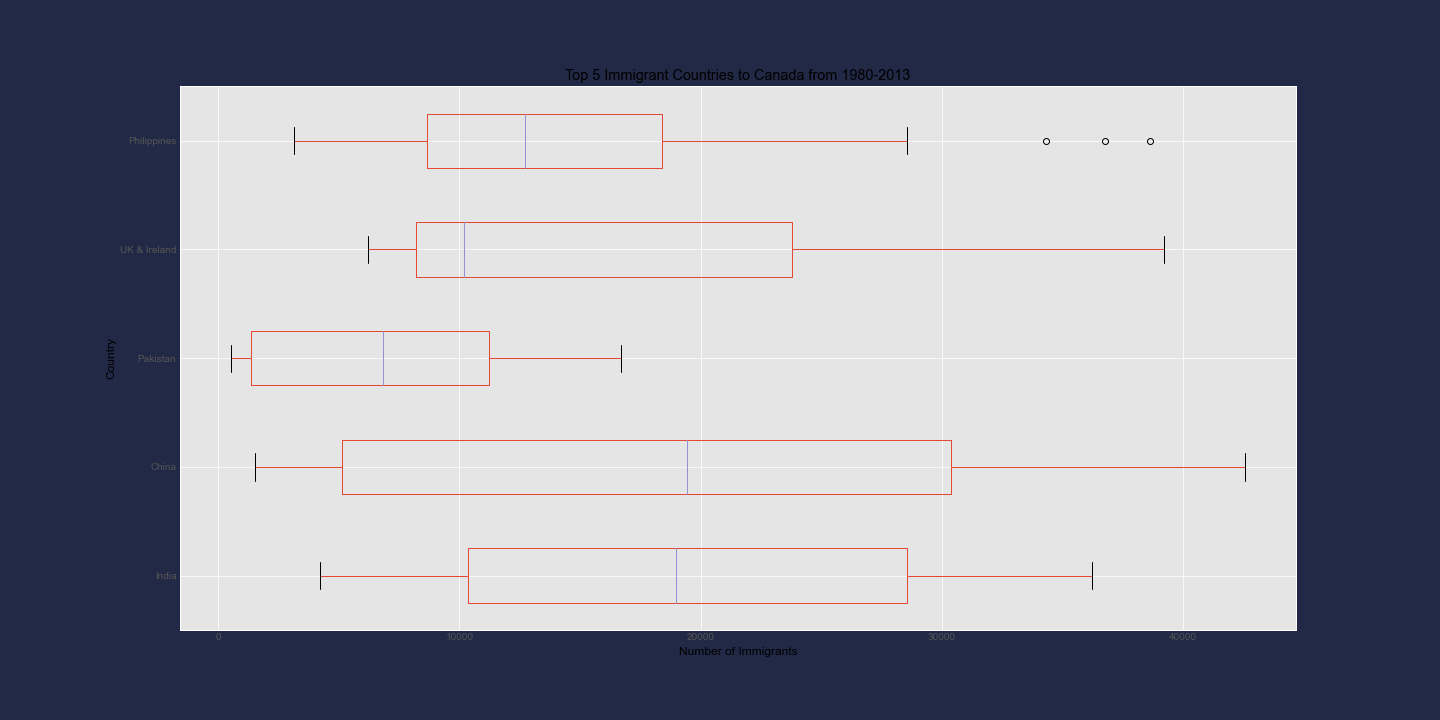 Top 5 Immigrant Countries to Canada from 1980-2013
Philippines
UK & Ireland
Pakistan
China
India
Country
0 10000 20000 30000 40000
Number of Immigrants